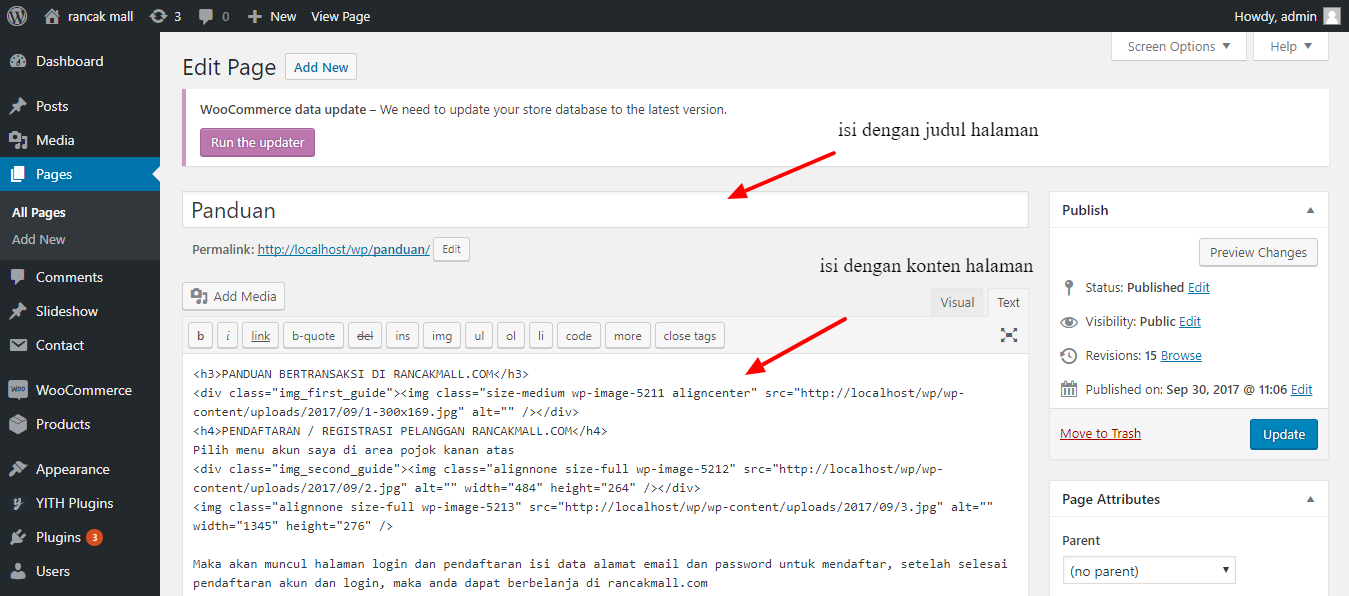 rancak mall 3 0 New View Page Howdy, admin
Screen Options Help
Dashboard
Posts
Media
Pages
All Pages
Add New
Comments
Slideshow
Contact
WooCommerce
Products
Appearance
YITH Plugins
Plugins 3
Users
Edit Page Add New
WooCommerce data update – We need to update your store database to the latest version.
Run the updater
isi dengan judul halaman
Panduan
Permalink: http://localhost/wp/panduan/ Edit
isi dengan konten halaman
Add Media
Visual Text
b i link b-quote del ins img ul ol li code more close tags
<h3>PANDUAN BERTRANSAKSI DI RANCAKMALL.COM</h3>
<div class="img_first_guide"><img class="size-medium wp-image-5211 aligncenter" src="http://localhost/wp/wp-
content/uploads/2017/09/1-300x169.jpg" alt="" /></div>
<h4>PENDAFTARAN / REGISTRASI PELANGGAN RANCAKMALL.COM</h4>
Pilih menu akun saya di area pojok kanan atas
<div class="img_second_guide"><img class="alignnone size-full wp-image-5212" src="http://localhost/wp/wp-
content/uploads/2017/09/2.jpg" alt="" width="484" height="264" /></div>
<img class="alignnone size-full wp-image-5213" src="http://localhost/wp/wp-content/uploads/2017/09/3.jpg" alt=""
width="1345" height="276" />
Maka akan muncul halaman login dan pendaftaran isi data alamat email dan password untuk mendaftar, setelah selesai
pendaftaran akun dan login, maka anda dapat berbelanja di rancakmall.com
Publish
Preview Changes
Status: Published Edit
Visibility: Public Edit
Revisions: 15 Browse
Published on: Sep 30, 2017 @ 11:06 Edit
Move to Trash Update
Page Attributes
Parent
(no parent)